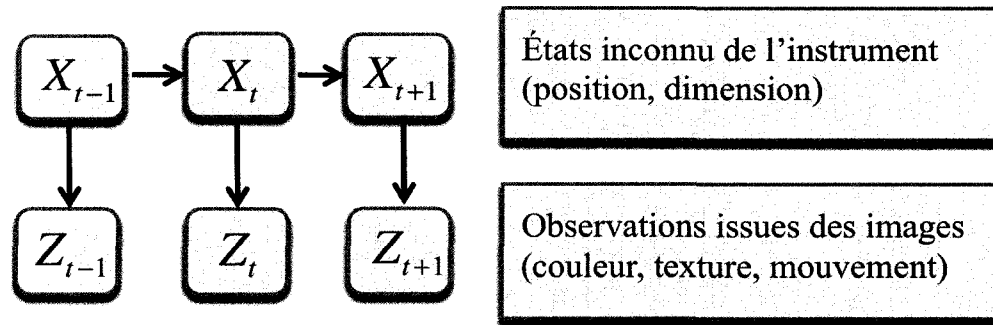 X_{t-1} X_t X_{t+1}
États inconnu de l'instrument
(position, dimension)
Z_{t-1} Z_t Z_{t+1}
Observations issues des images
(couleur, texture, mouvement)